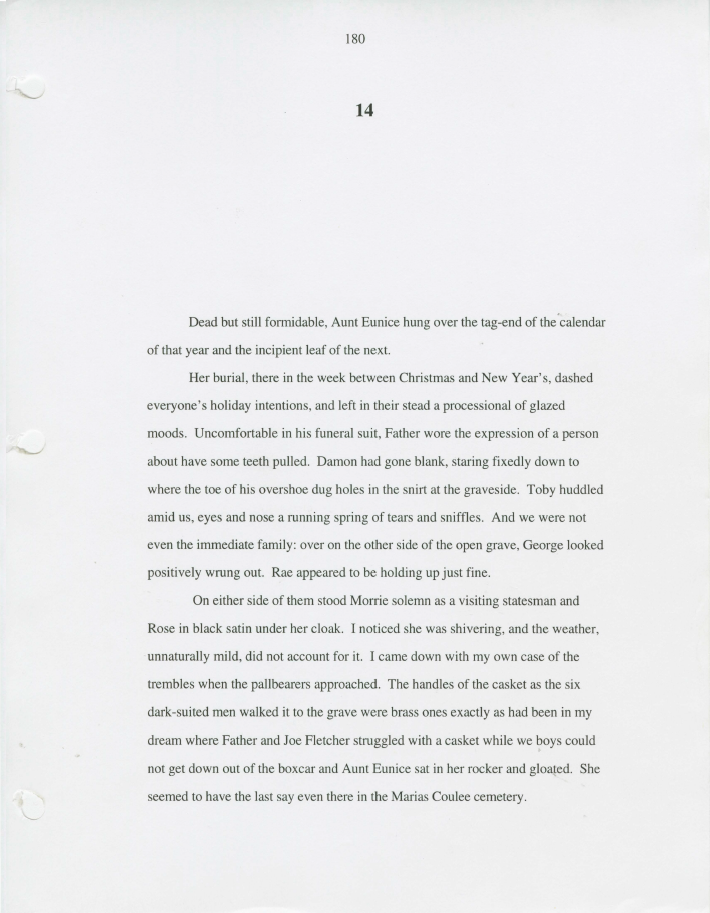 180
14
Dead but still formidable, Aunt Eunice hung over the tag-end of the calendar
of that year and the incipient leaf of the next.
Her burial, there in the week between Christmas and New Year's, dashed
everyone's holiday intentions, and left in their stead a processional of glazed
moods. Uncomfortable in his funeral suit, Father wore the expression of a person
about have some teeth pulled. Damon had gone blank, staring fixedly down to
where the toe of his overshoe dug holes in the snirt at the graveside. Toby huddled
amid us, eyes and nose a running spring of tears and sniffles. And we were not
even the immediate family: over on the other side of the open grave, George looked
positively wrung out. Rae appeared to be holding up just fine.
On either side of them stood Morrie solemn as a visiting statesman and
Rose in black satin under her cloak. I noticed she was shivering, and the weather,
unnaturally mild, did not account for it. I came down with my own case of the
trembles when the pallbearers approached. The handles of the casket as the six
dark-suited men walked it to the grave were brass ones exactly as had been in my
dream where Father and Joe Fletcher struggled with a casket while we boys could
not get down out of the boxcar and Aunt Eunice sat in her rocker and gloated. She
seemed to have the last say even there in the Marias Coulee cemetery.